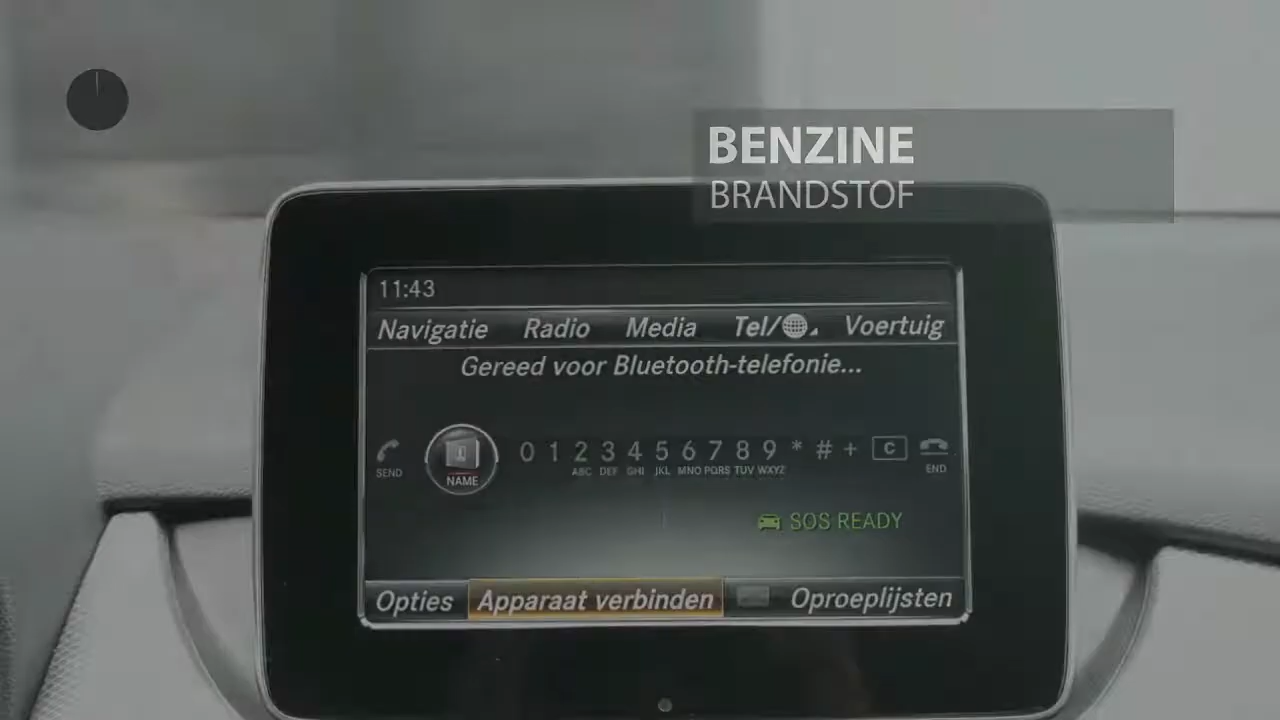 BENZINE
BRANDSTOF
11:43
Navigatie Radio Media Tel/ Voertuig
Gereed voor Bluetooth-telefonie...
0 1 2 3 4 5 6 7 8 9 * # + C
SEND NAME ABC DEF GHI JKL MNO PQRS TUV WXYZ END
SOS READY
Opties Apparaat verbinden Oproeplijsten